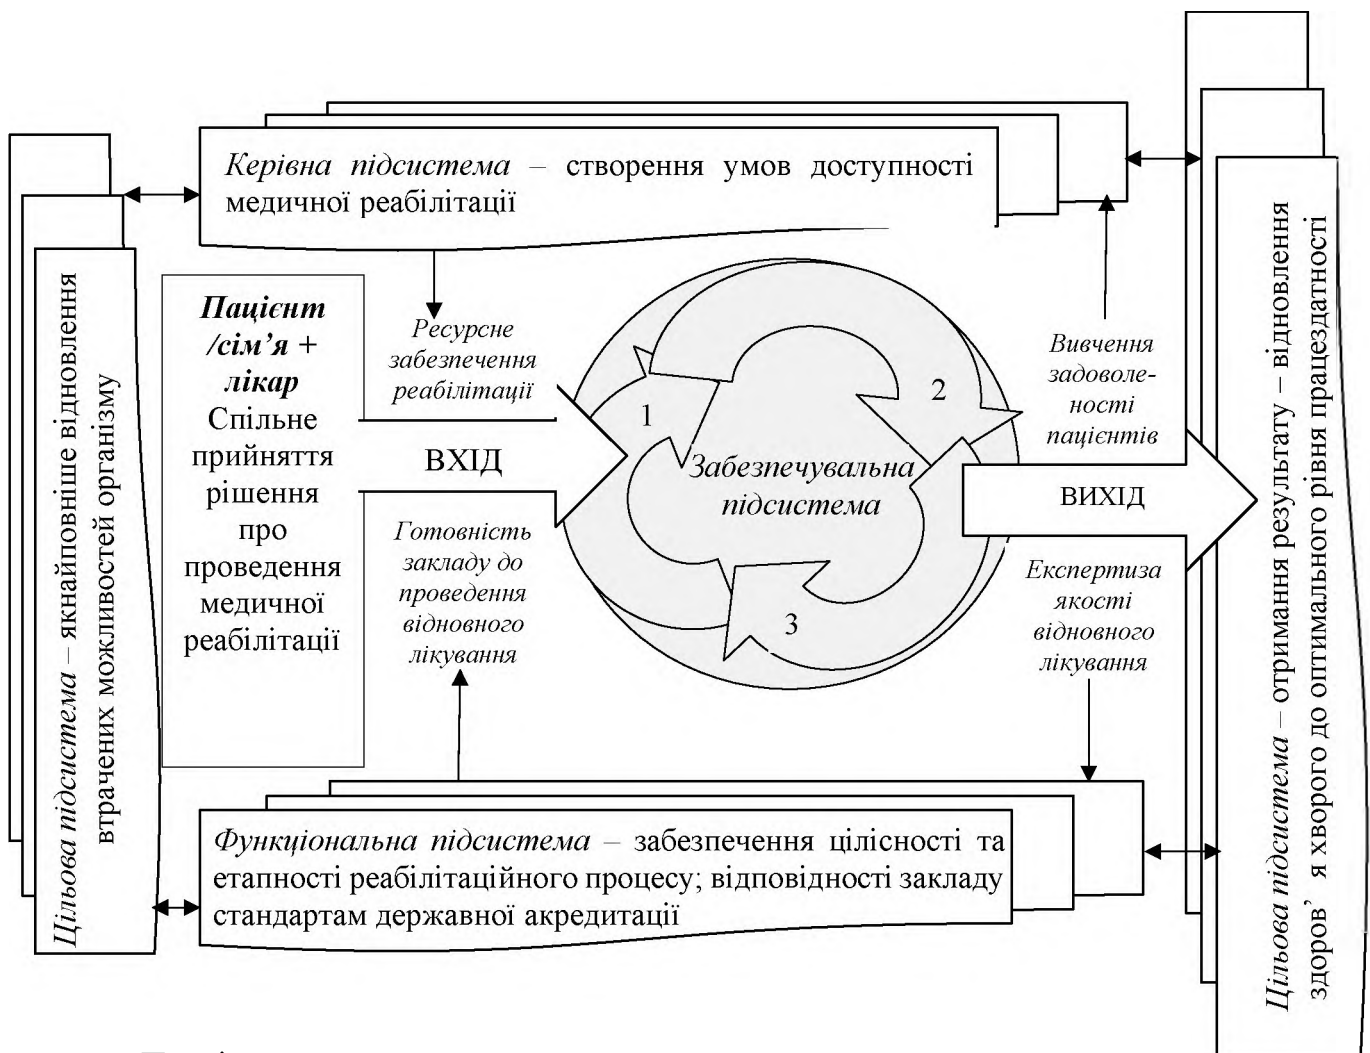 Керівна підсистема – створення умов доступності
медичної реабілітації
Цільова підсистема – якнайповніше відновлення
втрачених можливостей організму
Пацієнт
/сім’я +
лікар
Спільне
прийняття
рішення
про
проведення
медичної
реабілітації
Ресурсне
забезпечення
реабілітації
ВХІД
Готовність
закладу до
проведення
відновного
лікування
1
2
3
Забезпечувальна
підсистема
Вивчення
задоволе-
ності
пацієнтів
ВИХІД
Експертиза
якості
відновного
лікування
Цільова підсистема – отримання результату – відновлення
здоров’ я хворого до оптимального рівня працездатності
Функціональна підсистема – забезпечення цілісності та
етапності реабілітаційного процесу; відповідності закладу
стандартам державної акредитації